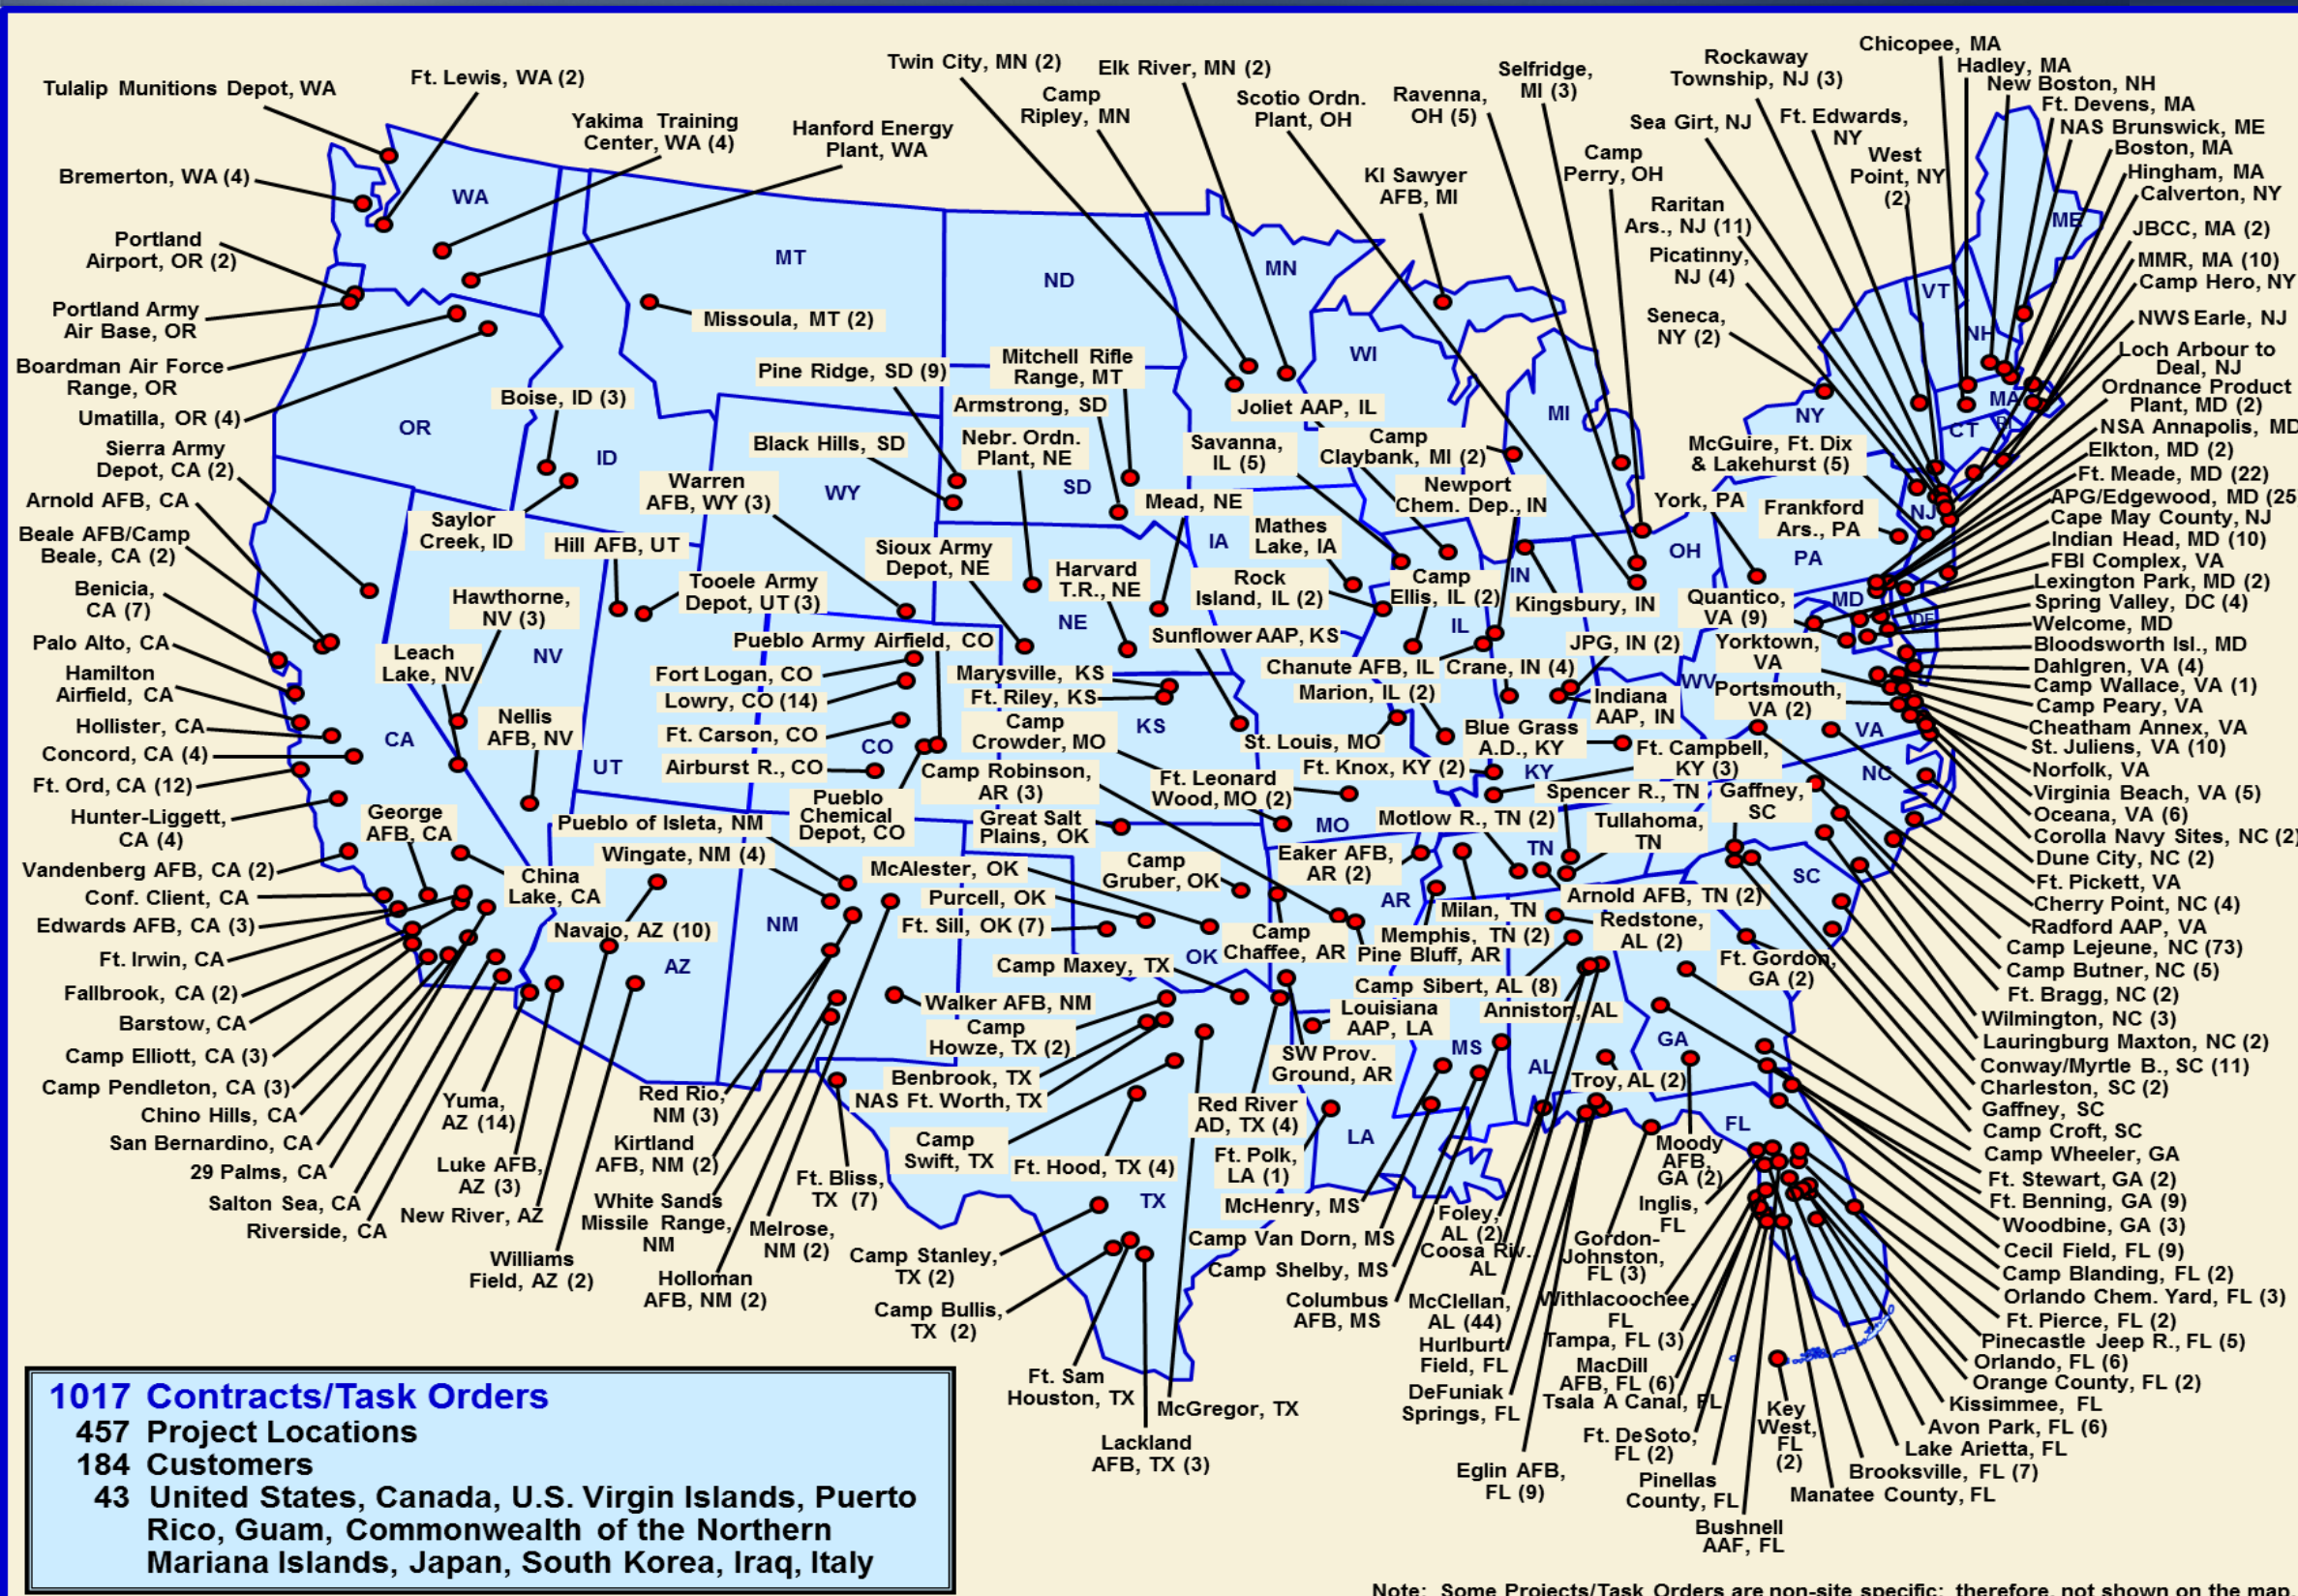 Tulalip Munitions Depot, WA
Ft. Lewis, WA (2)
Yakima Training
Center, WA (4)
Hanford Energy
Plant, WA
Bremerton, WA (4)
Portland
Airport, OR (2)
Portland Army
Air Base, OR
Boardman Air Force
Range, OR
Umatilla, OR (4)
Sierra Army
Depot, CA (2)
Arnold AFB, CA
Beale AFB/Camp
Beale, CA (2)
Benicia,
CA (7)
Palo Alto, CA
Hamilton
Airfield, CA
Hollister, CA
Concord, CA (4)
Ft. Ord, CA (12)
Hunter-Liggett,
CA (4)
Vandenberg AFB, CA (2)
Conf. Client, CA
Edwards AFB, CA (3)
Ft. Irwin, CA
Fallbrook, CA (2)
Barstow, CA
Camp Elliott, CA (3)
Camp Pendleton, CA (3)
Chino Hills, CA
San Bernardino, CA
29 Palms, CA
Salton Sea, CA
Riverside, CA
George
AFB, CA
China
Lake, CA
Leach
Lake, NV
Hawthorne,
NV (3)
Nellis
AFB, NV
Boise, ID (3)
Saylor
Creek, ID
Hill AFB, UT
Tooele Army
Depot, UT (3)
Missoula, MT (2)
Pine Ridge, SD (9)
Black Hills, SD
Warren
AFB, WY (3)
Mitchell Rifle
Range, MT
Armstrong, SD
Nebr. Ordn.
Plant, NE
Sioux Army
Depot, NE
Harvard
T.R., NE
Mead, NE
Pueblo Army Airfield, CO
Fort Logan, CO
Lowry, CO (14)
Ft. Carson, CO
Airburst R., CO
Pueblo
Chemical
Depot, CO
Marysville, KS
Ft. Riley, KS
Sunflower AAP, KS
Camp
Crowder, MO
Camp Robinson,
AR (3)
Great Salt
Plains, OK
Pueblo of Isleta, NM
Wingate, NM (4)
McAlester, OK
Purcell, OK
Ft. Sill, OK (7)
Camp
Gruber, OK
Camp Maxey, TX
Walker AFB, NM
Camp
Howze, TX (2)
Benbrook, TX
NAS Ft. Worth, TX
Camp
Swift, TX
Ft. Hood, TX (4)
Navajo, AZ (10)
Yuma,
AZ (14)
Luke AFB,
AZ (3)
New River, AZ
Williams
Field, AZ (2)
Red Rio,
NM (3)
Kirtland
AFB, NM (2)
White Sands
Missile Range,
NM
Holloman
AFB, NM (2)
Melrose,
NM (2)
Ft. Bliss,
TX (7)
Camp Stanley,
TX (2)
Camp Bullis,
TX (2)
Ft. Sam
Houston, TX
Lackland
AFB, TX (3)
McGregor, TX
Red River
AD, TX (4)
Twin City, MN (2)
Camp
Ripley, MN
Elk River, MN (2)
Scotio Ordn.
Plant, OH
Ravenna,
OH (5)
Selfridge,
MI (3)
KI Sawyer
AFB, MI
Camp
Perry, OH
Joliet AAP, IL
Savanna,
IL (5)
Camp
Claybank, MI (2)
Newport
Chem. Dep., IN
Mathes
Lake, IA
Rock
Island, IL (2)
Camp
Ellis, IL (2)
Kingsbury, IN
Chanute AFB, IL
Crane, IN (4)
JPG, IN (2)
Marion, IL (2)
Indiana
AAP, IN
St. Louis, MO
Blue Grass
A.D., KY
Ft. Knox, KY (2)
Ft. Campbell,
KY (3)
Ft. Leonard
Wood, MO (2)
Spencer R., TN
Motlow R., TN (2)
Tullahoma,
TN
Gaffney,
SC
Eaker AFB,
AR (2)
Arnold AFB, TN (2)
Milan, TN
Memphis, TN (2)
Redstone,
AL (2)
Camp
Chaffee, AR
Pine Bluff, AR
Camp Sibert, AL (8)
Anniston, AL
Louisiana
AAP, LA
SW Prov.
Ground, AR
Ft. Gordon,
GA (2)
Troy, AL (2)
Ft. Polk,
LA (1)
McHenry, MS
Camp Van Dorn, MS
Camp Shelby, MS
Columbus
AFB, MS
Foley,
AL (2)
Coosa Riv.
AL
McClellan,
AL (44)
Hurlburt
Field, FL
DeFuniak
Springs, FL
Eglin AFB,
FL (9)
Moody
AFB,
GA (2)
Inglis,
FL
Gordon-
Johnston,
FL (3)
Withlacoochee,
FL
Tampa, FL (3)
MacDill
AFB, FL (6)
Tsala A Canal, FL
Ft. DeSoto,
FL (2)
Pinellas
County, FL
Bushnell
AAF, FL
Key
West,
FL
(2)
Rockaway
Township, NJ (3)
Sea Girt, NJ
Ft. Edwards,
NY
West
Point, NY
(2)
Raritan
Ars., NJ (11)
Picatinny,
NJ (4)
Seneca,
NY (2)
McGuire, Ft. Dix
& Lakehurst (5)
York, PA
Frankford
Ars., PA
Quantico,
VA (9)
Yorktown,
VA
Portsmouth,
VA (2)
Chicopee, MA
Hadley, MA
New Boston, NH
Ft. Devens, MA
NAS Brunswick, ME
Boston, MA
Hingham, MA
Calverton, NY
JBCC, MA (2)
MMR, MA (10)
Camp Hero, NY
NWS Earle, NJ
Loch Arbour to
Deal, NJ
Ordnance Product
Plant, MD (2)
NSA Annapolis, MD
Elkton, MD (2)
Ft. Meade, MD (22)
APG/Edgewood, MD (25
Cape May County, NJ
Indian Head, MD (10)
FBI Complex, VA
Lexington Park, MD (2)
Spring Valley, DC (4)
Welcome, MD
Bloodsworth Isl., MD
Dahlgren, VA (4)
Camp Wallace, VA (1)
Camp Peary, VA
Cheatham Annex, VA
St. Juliens, VA (10)
Norfolk, VA
Virginia Beach, VA (5)
Oceana, VA (6)
Corolla Navy Sites, NC (2)
Dune City, NC (2)
Ft. Pickett, VA
Cherry Point, NC (4)
Radford AAP, VA
Camp Lejeune, NC (73)
Camp Butner, NC (5)
Ft. Bragg, NC (2)
Wilmington, NC (3)
Lauringburg Maxton, NC (2)
Conway/Myrtle B., SC (11)
Charleston, SC (2)
Gaffney, SC
Camp Croft, SC
Camp Wheeler, GA
Ft. Stewart, GA (2)
Ft. Benning, GA (9)
Woodbine, GA (3)
Cecil Field, FL (9)
Camp Blanding, FL (2)
Orlando Chem. Yard, FL (3)
Ft. Pierce, FL (2)
Pinecastle Jeep R., FL (5)
Orlando, FL (6)
Orange County, FL (2)
Kissimmee, FL
Avon Park, FL (6)
Lake Arietta, FL
Brooksville, FL (7)
Manatee County, FL
WA
OR
CA
NV
ID
MT
WY
UT
CO
AZ
NM
ND
SD
NE
KS
OK
TX
MN
IA
MO
AR
LA
WI
IL
MI
IN
OH
KY
TN
MS
AL
GA
FL
SC
NC
VA
WV
PA
NY
NJ
MD
DE
CT
RI
MA
VT
NH
ME
1017 Contracts/Task Orders
457 Project Locations
184 Customers
43 United States, Canada, U.S. Virgin Islands, Puerto
Rico, Guam, Commonwealth of the Northern
Mariana Islands, Japan, South Korea, Iraq, Italy
Note: Some Projects/Task Orders are non-site specific; therefore, not shown on the map.